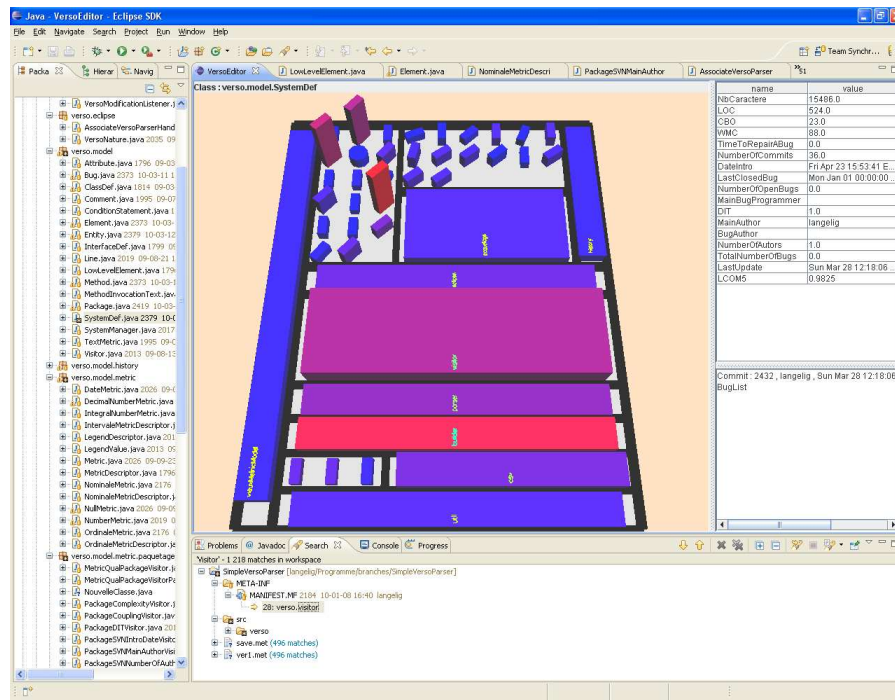 Java - VersoEditor - Eclipse SDK
File Edit Navigate Search Project Run Window Help
Team Synchr...
Packa
Hierar
Navig
VersoEditor
LowLevelElement.java
Element.java
NominaleMetricDescri
PackageSVNMainAuthor
AssociateVersoParser
51
VersoModificationListener.j
verso.eclipse
AssociateVersoParserHand
VersoNature.java 2035 09
verso.model
Attribute.java 1796 09-03
Bug.java 2373 10-03-11 1
ClassDef.java 1814 09-03
Comment.java 1995 09-07
ConditionStatement.java 1
Element.java 2373 10-03-
Entity.java 2379 10-03-12
InterfaceDef.java 1799 09
Line.java 2019 09-08-21 1
LowLevelElement.java 179
Method.java 2373 10-03-1
MethodInvocationText.jav
Package.java 2419 10-03-
SystemDef.java 2379 10-0
SystemManager.java 2017
TextMetric.java 1995 09-0
Visitor.java 2013 09-08-13
verso.model.history
verso.model.metric
DateMetric.java 2026 09-0
DecimalNumberMetric.java
IntegralNumberMetric.java
IntervaleMetricDescriptor.j
LegendDescriptor.java 201
LegendValue.java 2013 09
Metric.java 2026 09-09-23
MetricDescriptor.java 1796
NominaleMetric.java 2176
NominaleMetricDescriptor.j
NullMetric.java 2026 09-09
NumberMetric.java 2019 0
OrdinaleMetric.java 2176 0
OrdinaleMetricDescriptor.j
verso.model.metric.paquetage
MetricQualPackageVisitor.j
MetricQualPackageVisitorPa
NouvelleClasse.java
PackageComplexityVisitor.j
PackageCouplingVisitor.j
PackageDITVisitor.java 201
PackageSVNIntroDateVisitc
PackageSVNMainAuthorVisi
PackageSVNNumberOfAuth
Class : verso.model.SystemDef
eclipse
visitor
parser
builder
util
name value
NbCaractere 15486.0
LOC 524.0
CBO 23.0
WMC 88.0
TimeToRepairABug 0.0
NumberOfCommits 36.0
DateIntro Fri Apr 23 15:53:41 E...
LastClosedBug Mon Jan 01 00:00:00 ...
NumberOfOpenBugs 0.0
MainBugProgrammer
DIT 1.0
MainAuthor langelig
BugAuthor
NumberOfAutors 1.0
TotalNumberOfBugs 0.0
LastUpdate Sun Mar 28 12:18:06 ...
LCOM5 0.9825
Commit : 2432 , langelig , Sun Mar 28 12:18:06
BugList
Problems
Javadoc
Search
Console
Progress
'Visitor' - 1 218 matches in workspace
SimpleVersoParser [langelig/Programme/branches/SimpleVersoParser]
META-INF
MANIFEST.MF 2184 10-01-08 16:40 langelig
28: verso.visitor
src
verso
save.met (496 matches)
ver1.met (496 matches)